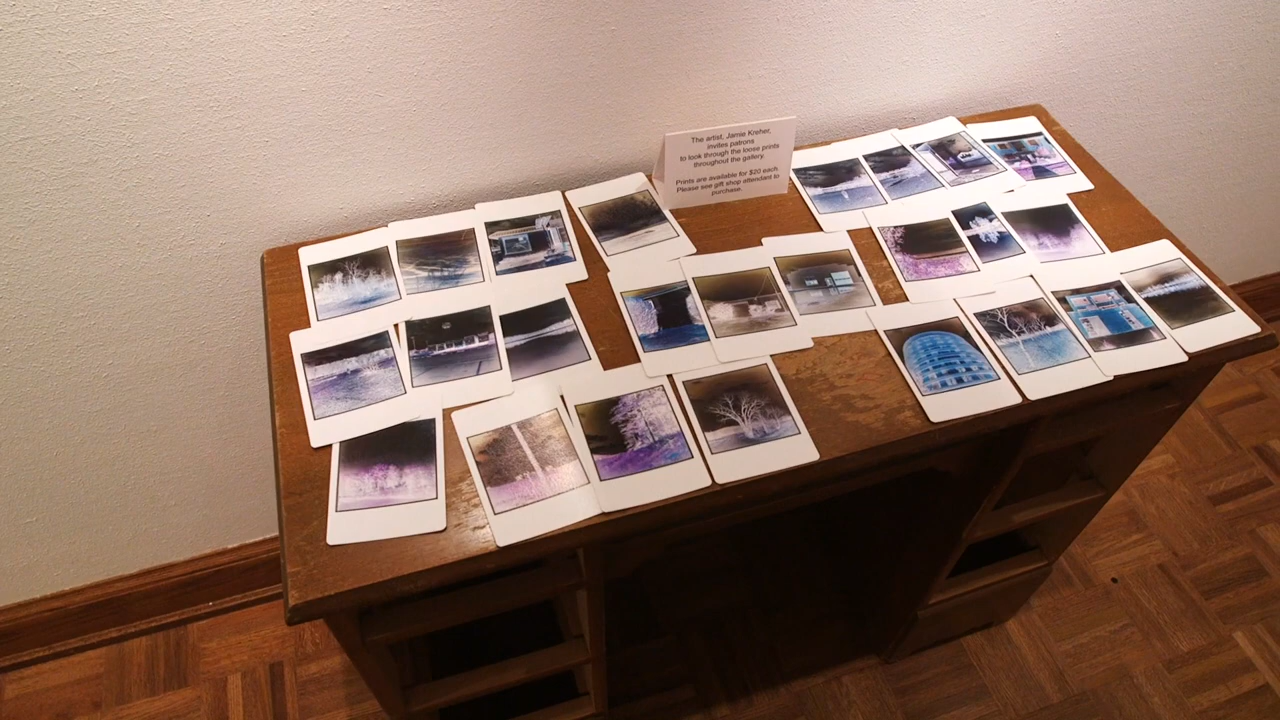 The artist, Jamie Kreher,
invites patrons
to look through the loose prints
throughout the gallery.
Prints are available for $20 each
Please see gift shop attendant to
purchase.